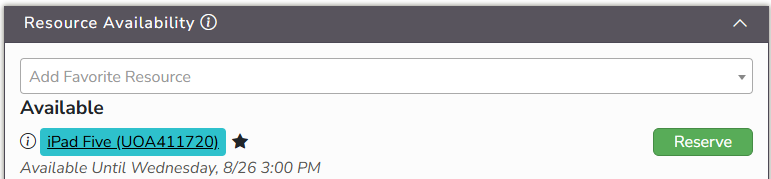 Resource Availability
Add Favorite Resource
Available
iPad Five (UOA411720)
Reserve
Available Until Wednesday, 8/26 3:00 PM